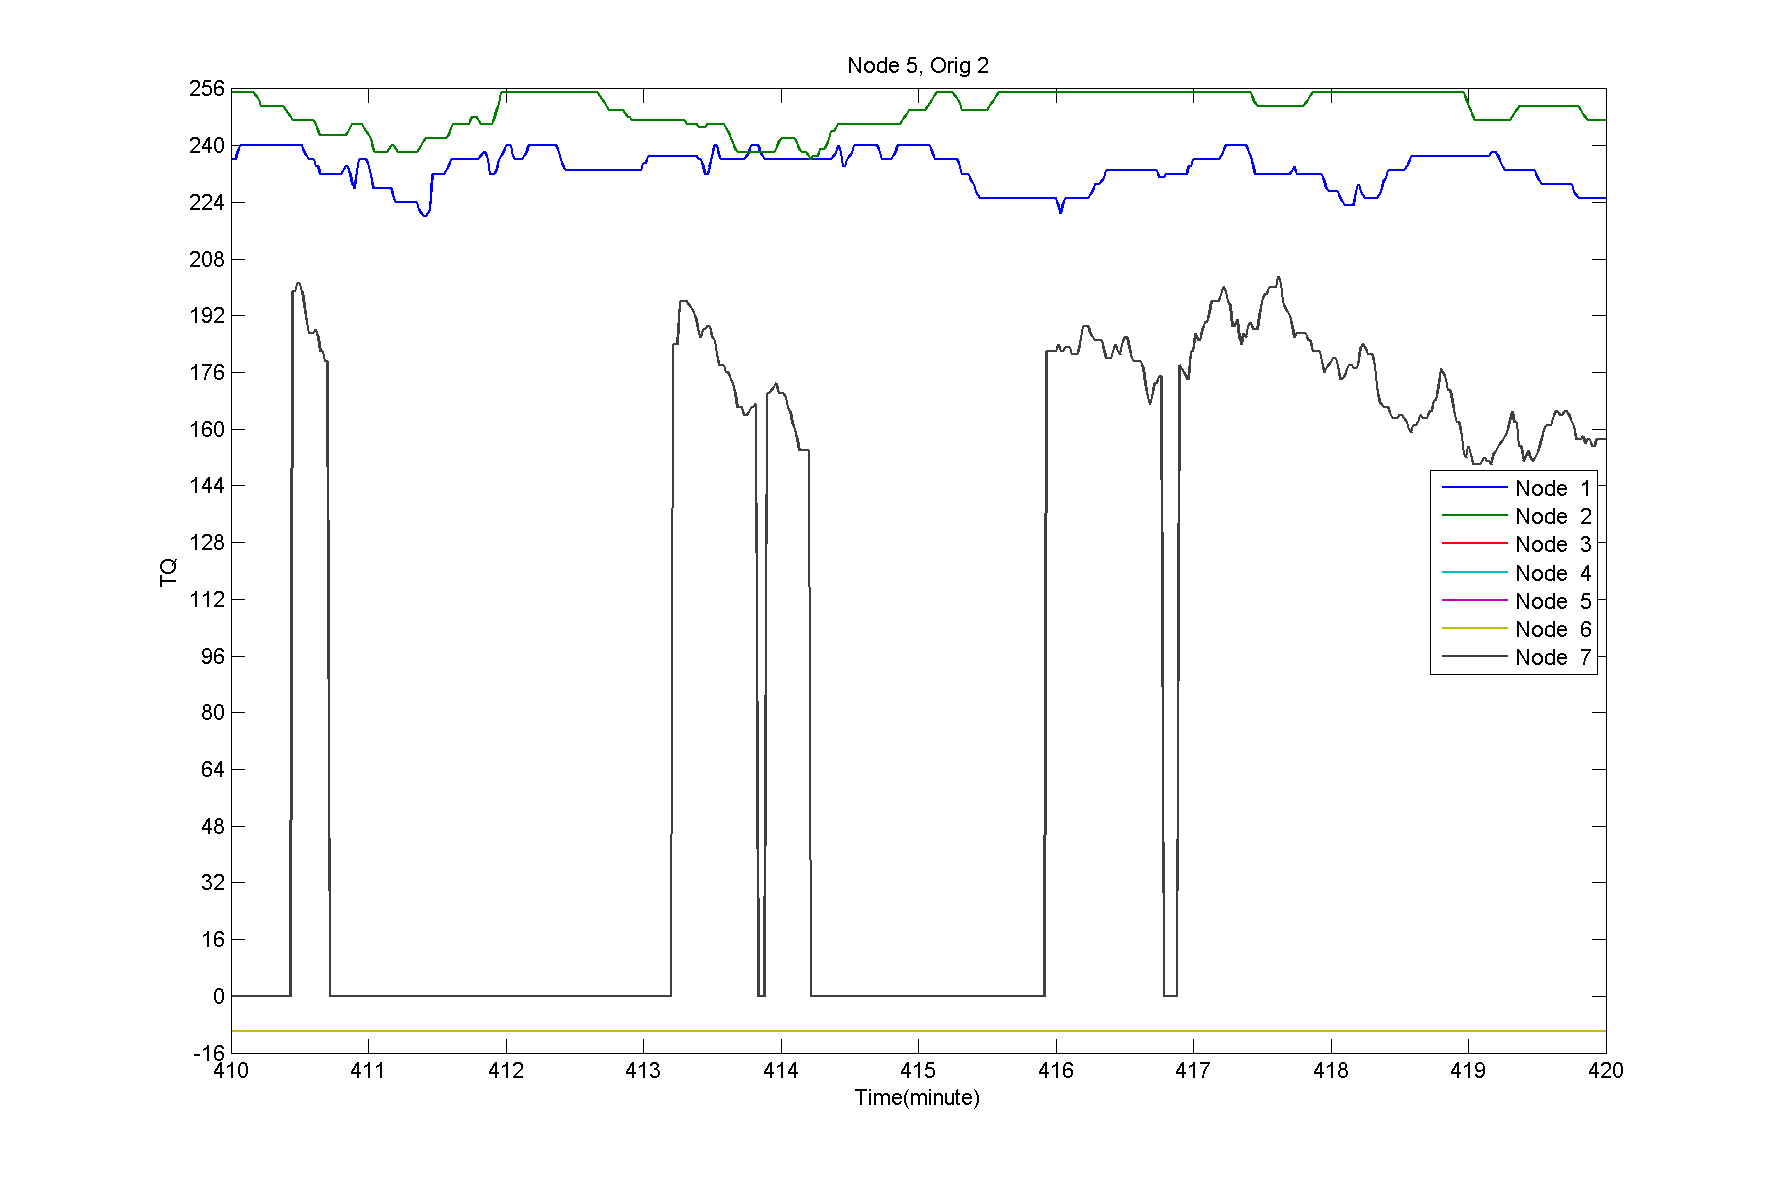 Node 5, Orig 2
256
240
224
208
192
176
160
144
128
112
96
80
64
48
32
16
0
-16
TQ
Node 1
Node 2
Node 3
Node 4
Node 5
Node 6
Node 7
410 411 412 413 414 415 416 417 418 419 420
Time(minute)